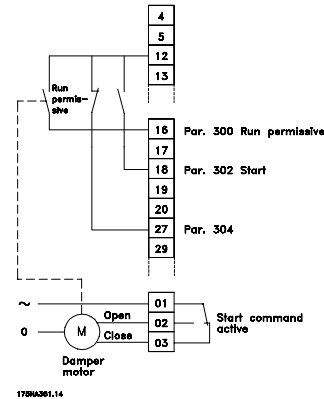 4
5
12
13
Run
permis-
sive
16 Par. 300 Run permissive
17
18 Par. 302 Start
19
20
27 Par. 304
29
~ 01
Open 02 Start command
active
0 M Close 03
Damper
motor
175HA361.14